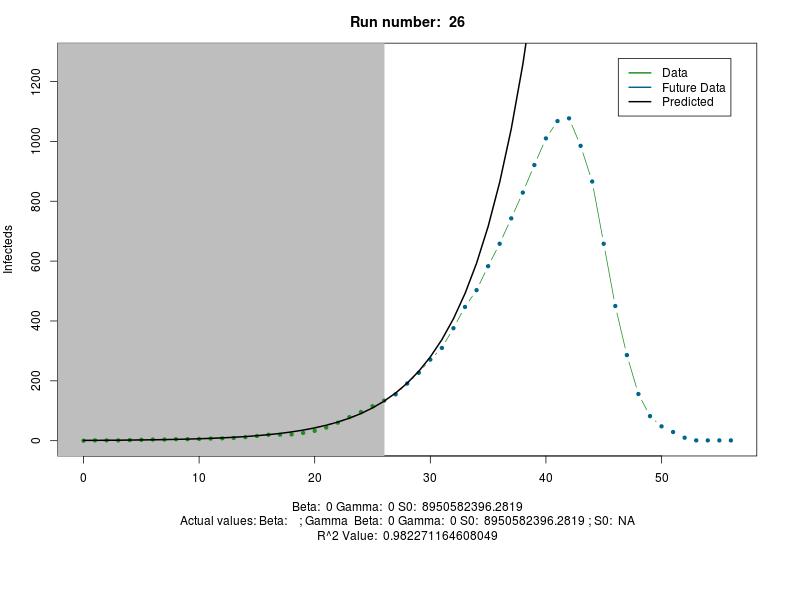 Run number: 26
Infecteds
1200
1000
800
600
400
200
0
Data
Future Data
Predicted
0 10 20 30 40 50
Beta: 0 Gamma: 0 S0: 8950582396.2819
Actual values: Beta: ; Gamma Beta: 0 Gamma: 0 S0: 8950582396.2819 ; S0: NA
R^2 Value: 0.982271164608049